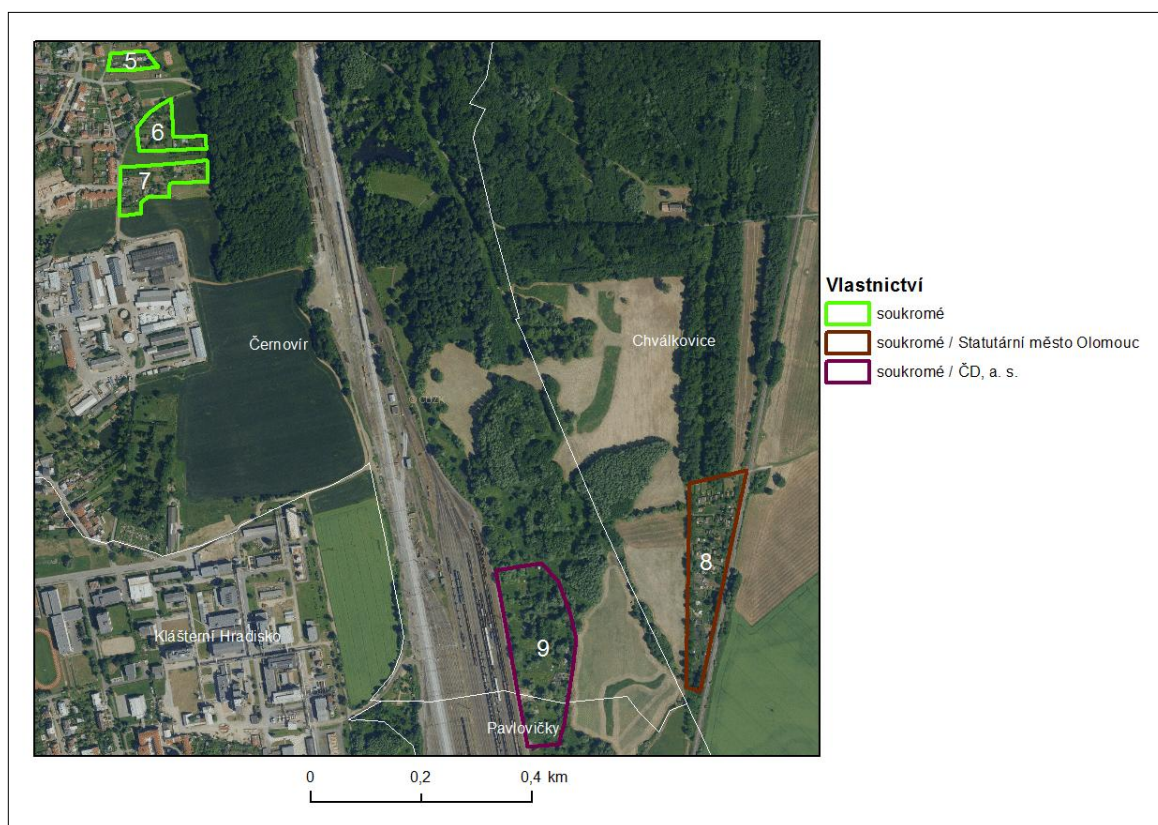 5
6
7
Černovír
Chválkovice
8
9
Klášterní Hradisko
Pavlovičky
Vlastnictví
soukromé
soukromé / Statutární město Olomouc
soukromé / ČD, a. s.
0 0,2 0,4 km